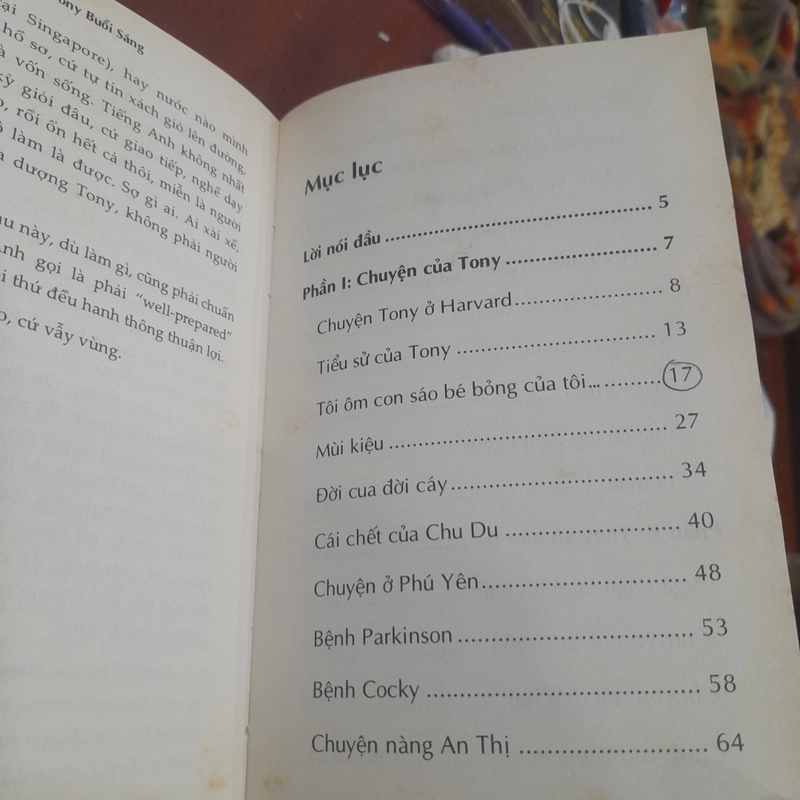 ony Buổi Sáng
ại Singapore), hay nước nào mình
hồ sơ, cứ tự tin xách giỏ lên đường,
à vốn sống. Tiếng Anh không nhất
kỳ giỏi đâu, cứ giao tiếp, nghề dạy
o, rồi ổn hết cả thôi, miễn là người
ó làm là được. Sợ gì ai. Ai xài xể,
a dượng Tony, không phải người
au này, dù làm gì, cũng phải chuẩn
Anh gọi là phải “well-prepared”
i thứ đều hanh thông thuận lợi.
o, cứ vẫy vùng.
Mục lục
Lời nói đầu ........ 5
Phần I: Chuyện của Tony ........ 7
Chuyện Tony ở Harvard ........ 8
Tiểu sử của Tony ........ 13
Tôi ôm con sáo bé bỏng của tôi... ........ 17
Mùi kiệu ........ 27
Đời cua đời cáy ........ 34
Cái chết của Chu Du ........ 40
Chuyện ở Phú Yên ........ 48
Bệnh Parkinson ........ 53
Bệnh Cocky ........ 58
Chuyện nàng An Thị ........ 64